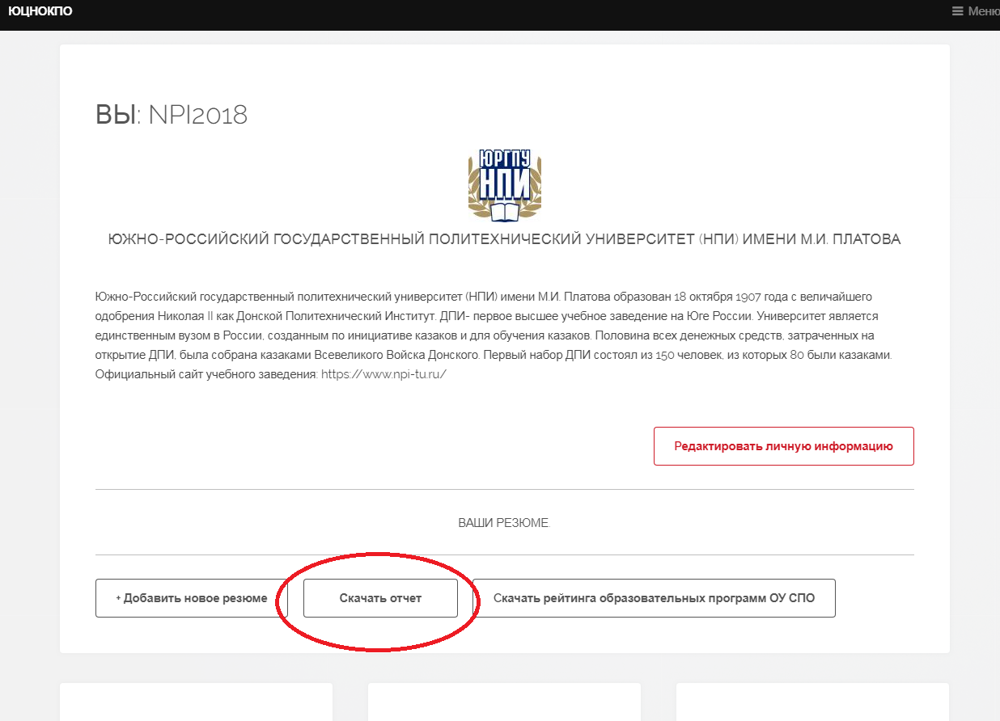 ЮЦНОКПО
Меню
ВЫ: NPI2018
ЮРГПУ
НПИ
ЮЖНО-РОССИЙСКИЙ ГОСУДАРСТВЕННЫЙ ПОЛИТЕХНИЧЕСКИЙ УНИВЕРСИТЕТ (НПИ) ИМЕНИ М.И. ПЛАТОВА
Южно-Российский государственный политехнический университет (НПИ) имени М.И. Платова образован 18 октября 1907 года с величайшего
одобрения Николая II как Донской Политехнический Институт. ДПИ- первое высшее учебное заведение на Юге России. Университет является
единственным вузом в России, созданным по инициативе казаков и для обучения казаков. Половина всех денежных средств, затраченных на
открытие ДПИ, была собрана казаками Всевеликого Войска Донского. Первый набор ДПИ состоял из 150 человек, из которых 80 были казаками.
Официальный сайт учебного заведения: https://www.npi-tu.ru/
Редактировать личную информацию
ВАШИ РЕЗЮМЕ.
+ Добавить новое резюме
Скачать отчет
Скачать рейтинга образовательных программ ОУ СПО